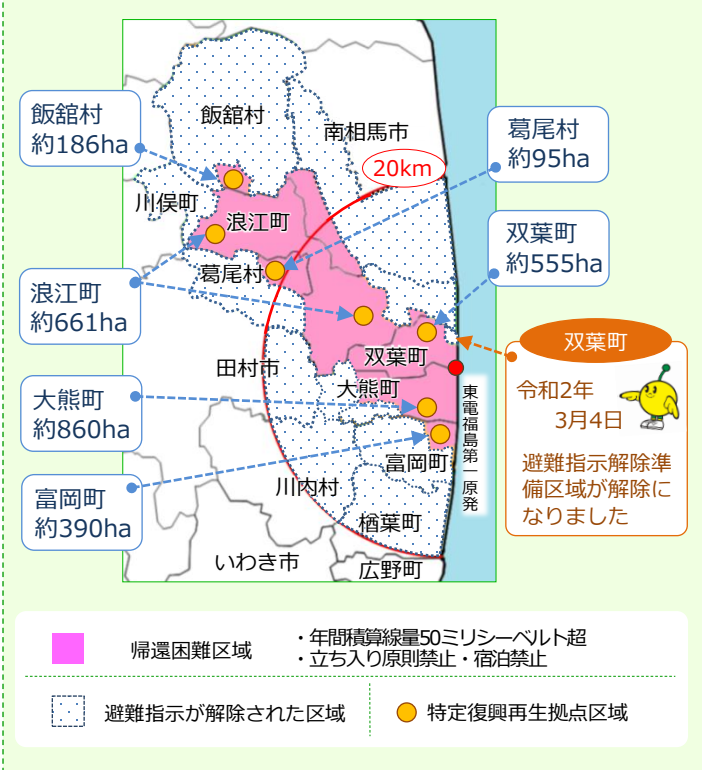 飯舘村
約186ha
飯舘村
南相馬市
20km
葛尾村
約95ha
川俣町
浪江町
双葉町
約555ha
葛尾村
浪江町
約661ha
双葉町
田村市
双葉町
大熊町
大熊町
約860ha
令和2年
3月4日
避難指示解除準
備区域が解除に
なりました
東電福島第一原発
富岡町
富岡町
約390ha
川内村
楢葉町
いわき市
広野町
帰還困難区域
・年間積算線量50ミリシーベルト超
・立ち入り原則禁止・宿泊禁止
避難指示が解除された区域
特定復興再生拠点区域